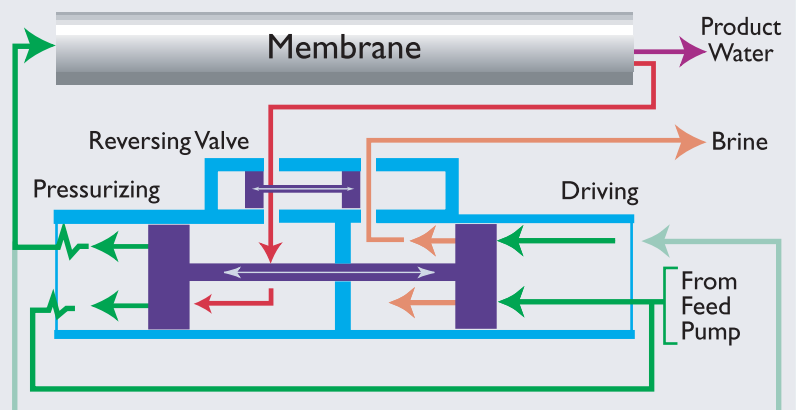 Membrane
Product
Water
Reversing Valve
Brine
Pressurizing
Driving
From
Feed
Pump